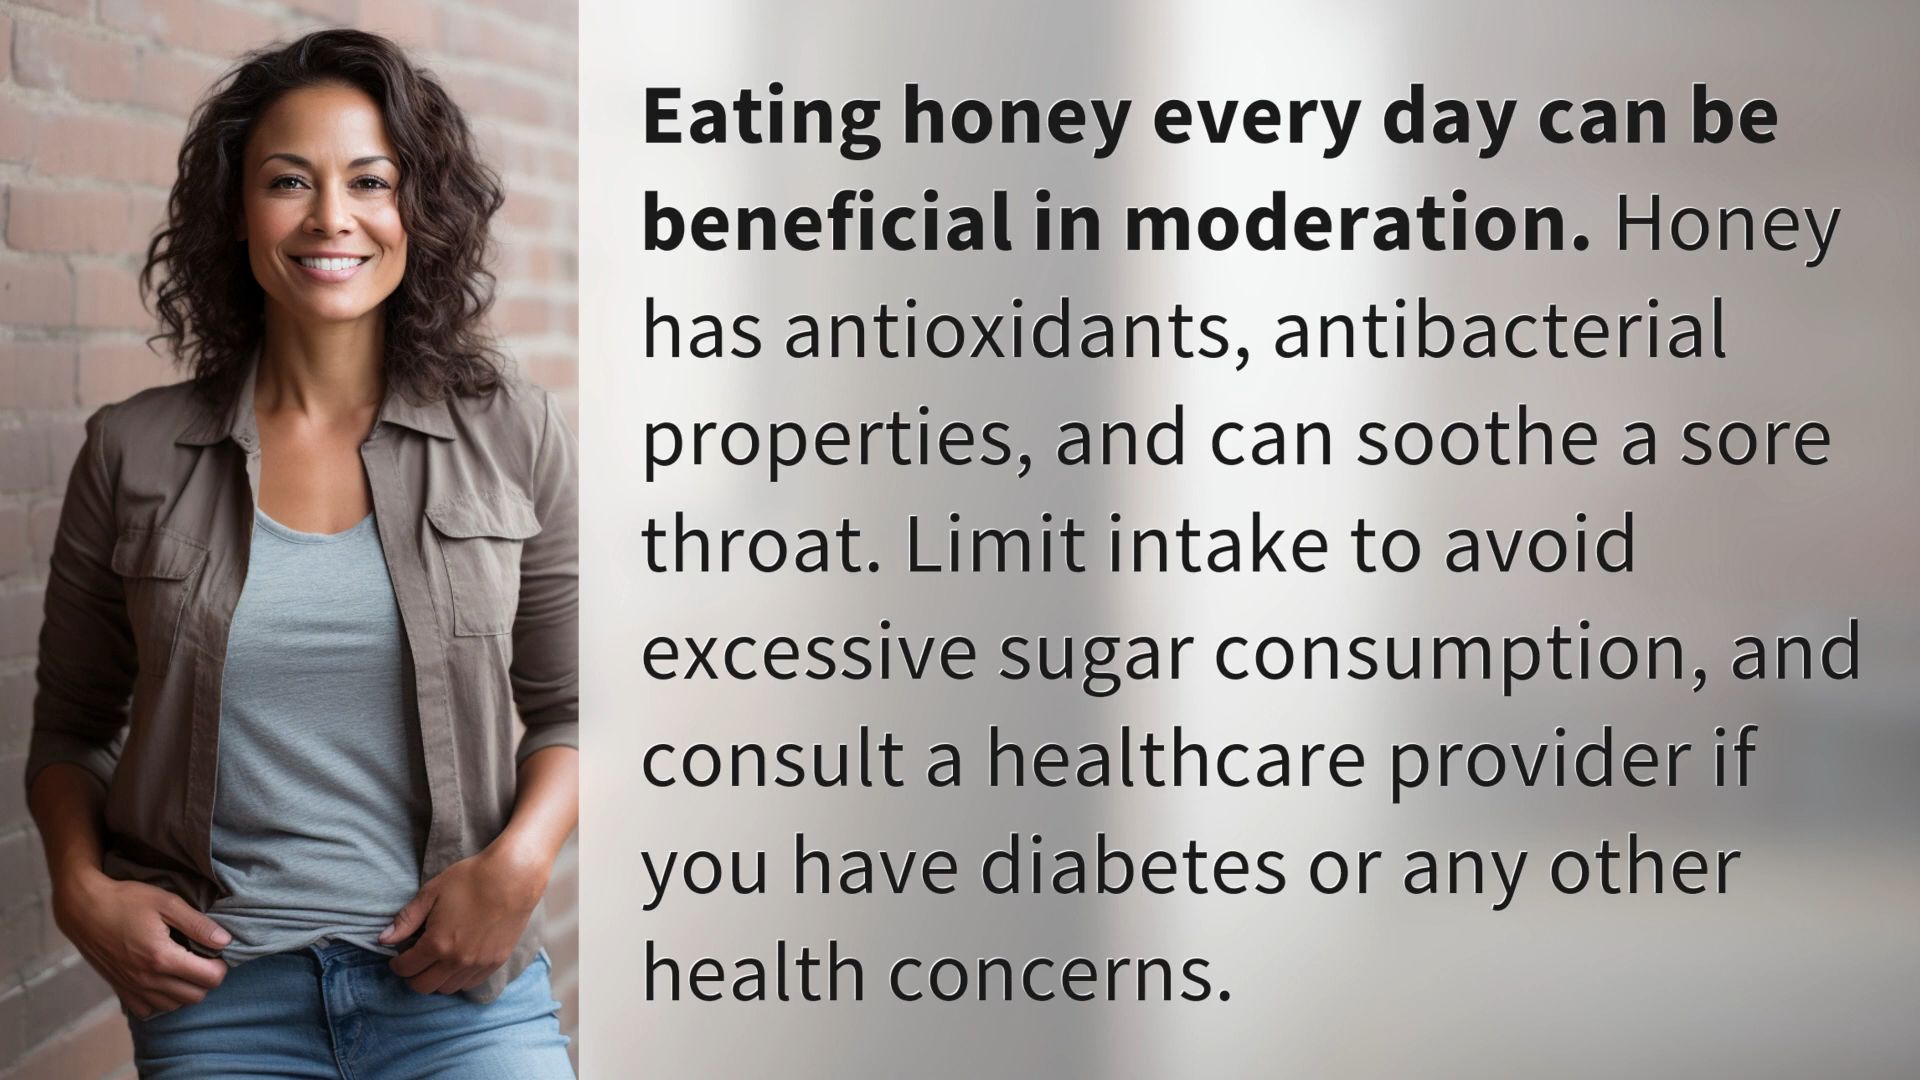 Eating honey every day can be
beneficial in moderation. Honey
has antioxidants, antibacterial
properties, and can soothe a sore
throat. Limit intake to avoid
excessive sugar consumption, and
consult a healthcare provider if
you have diabetes or any other
health concerns.